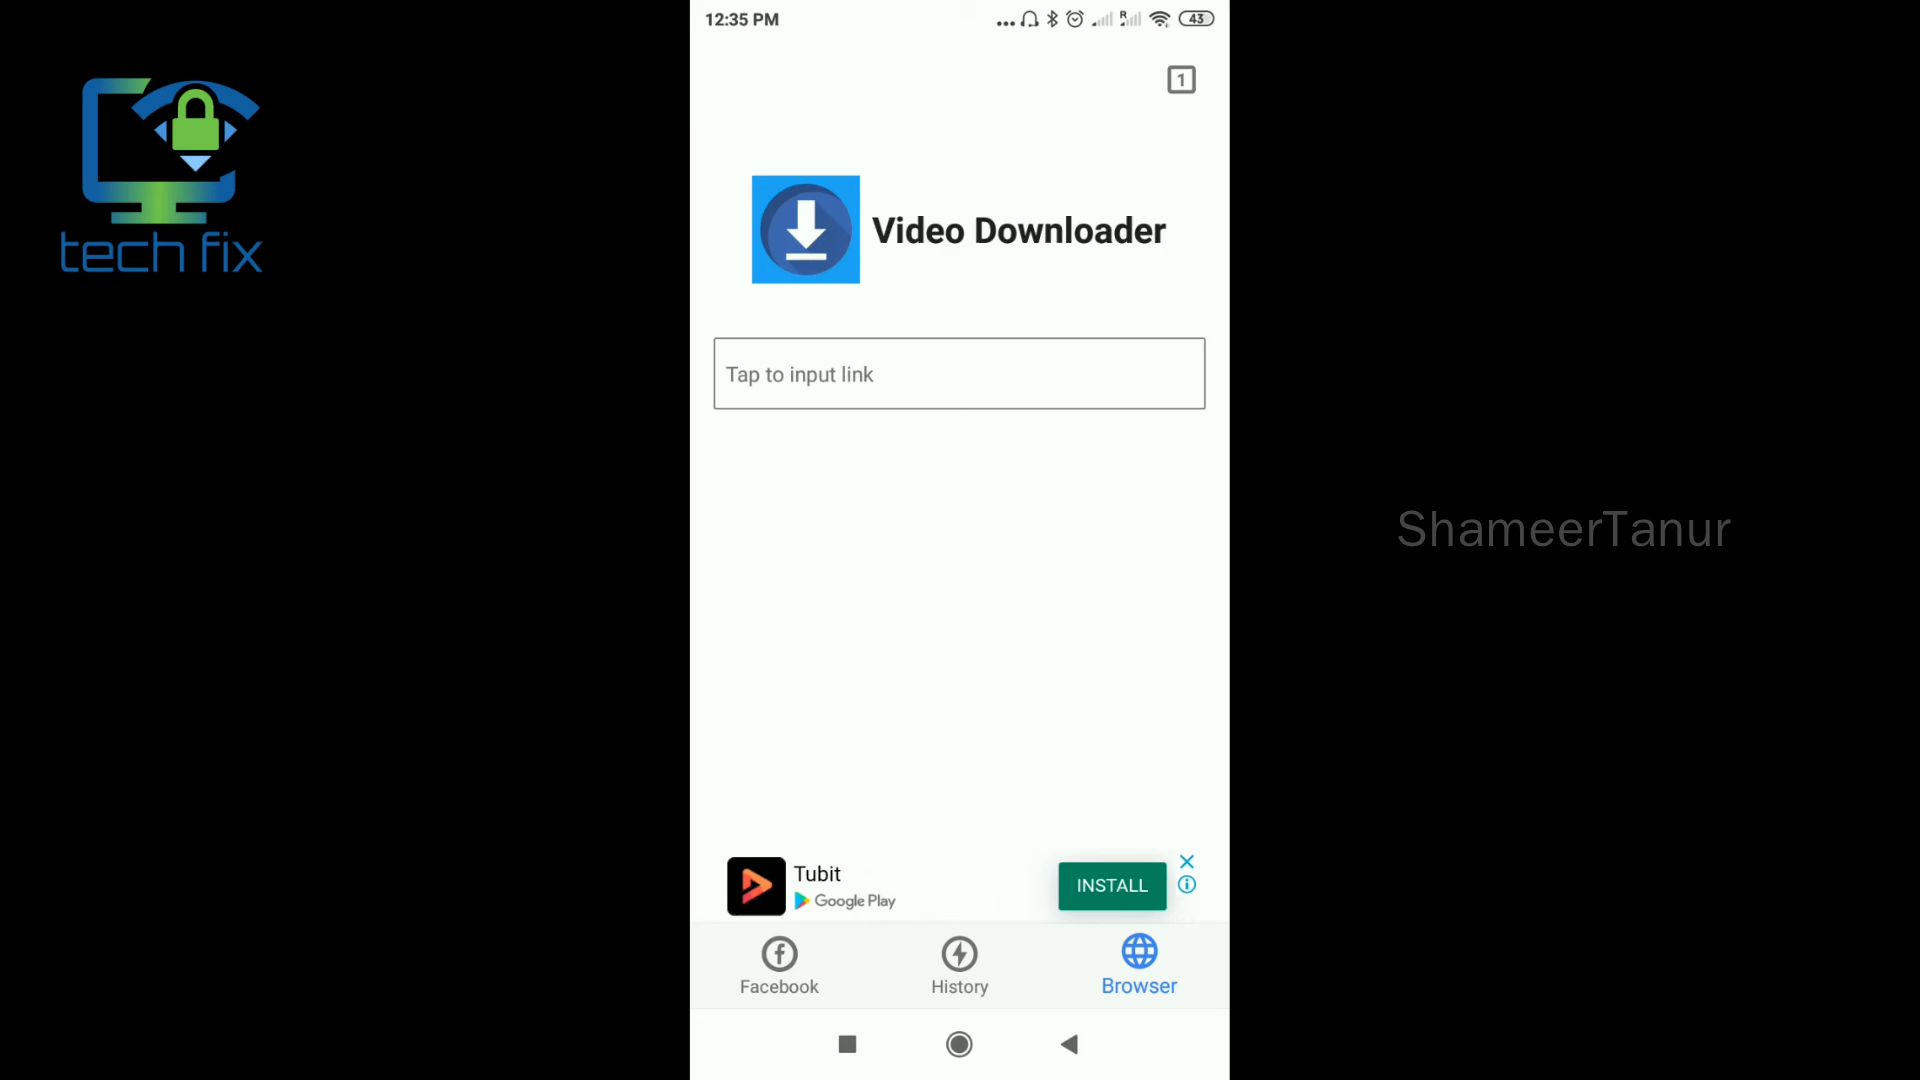 12:35 PM
R
43
1
tech fix
Video Downloader
Tap to input link
ShameerTanur
Tubit
Google Play
INSTALL
Facebook
History
Browser